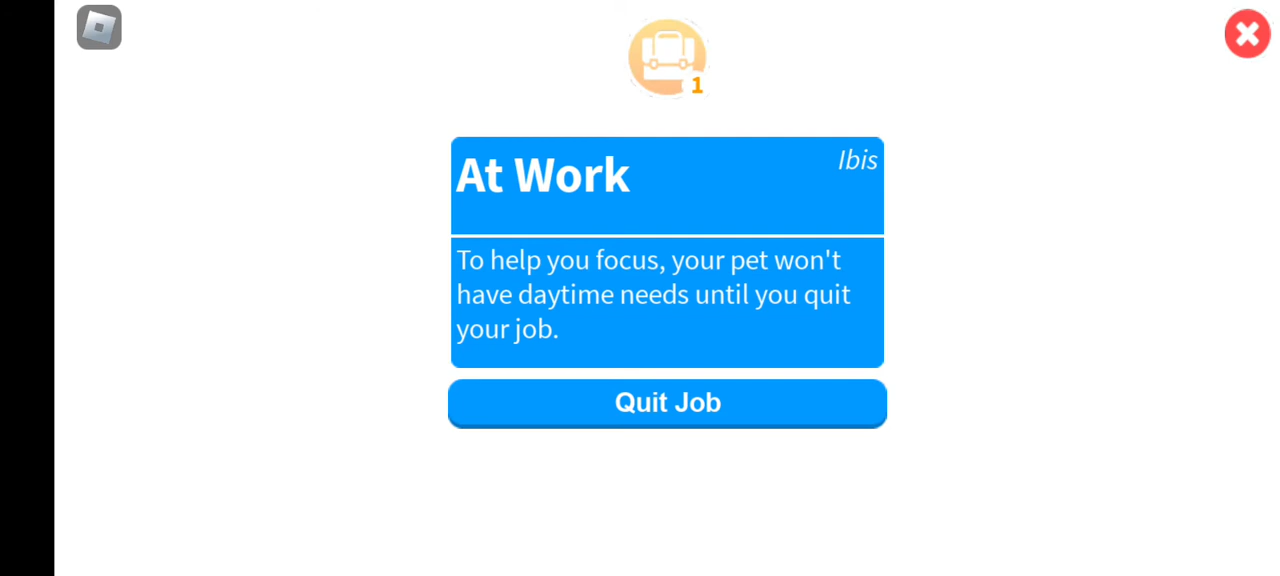 1
At Work
Ibis
To help you focus, your pet won't
have daytime needs until you quit
your job.
Quit Job